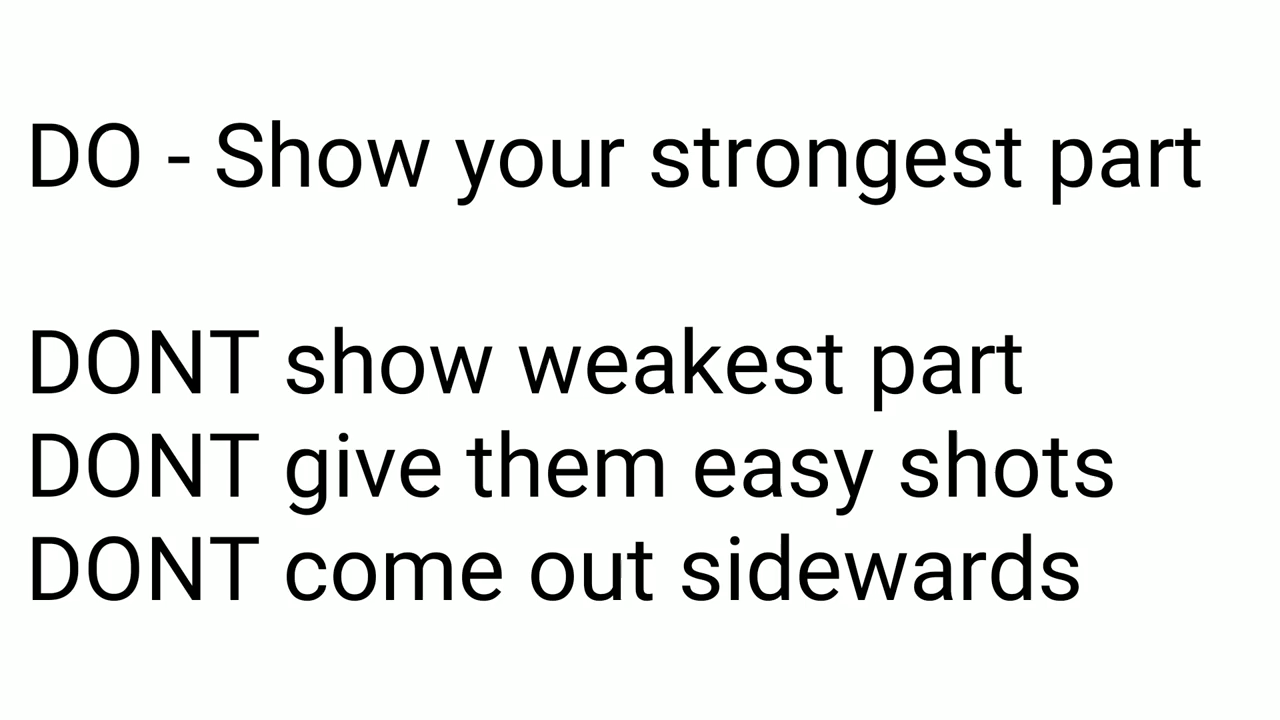 DO - Show your strongest part
DONT show weakest part
DONT give them easy shots
DONT come out sidewards